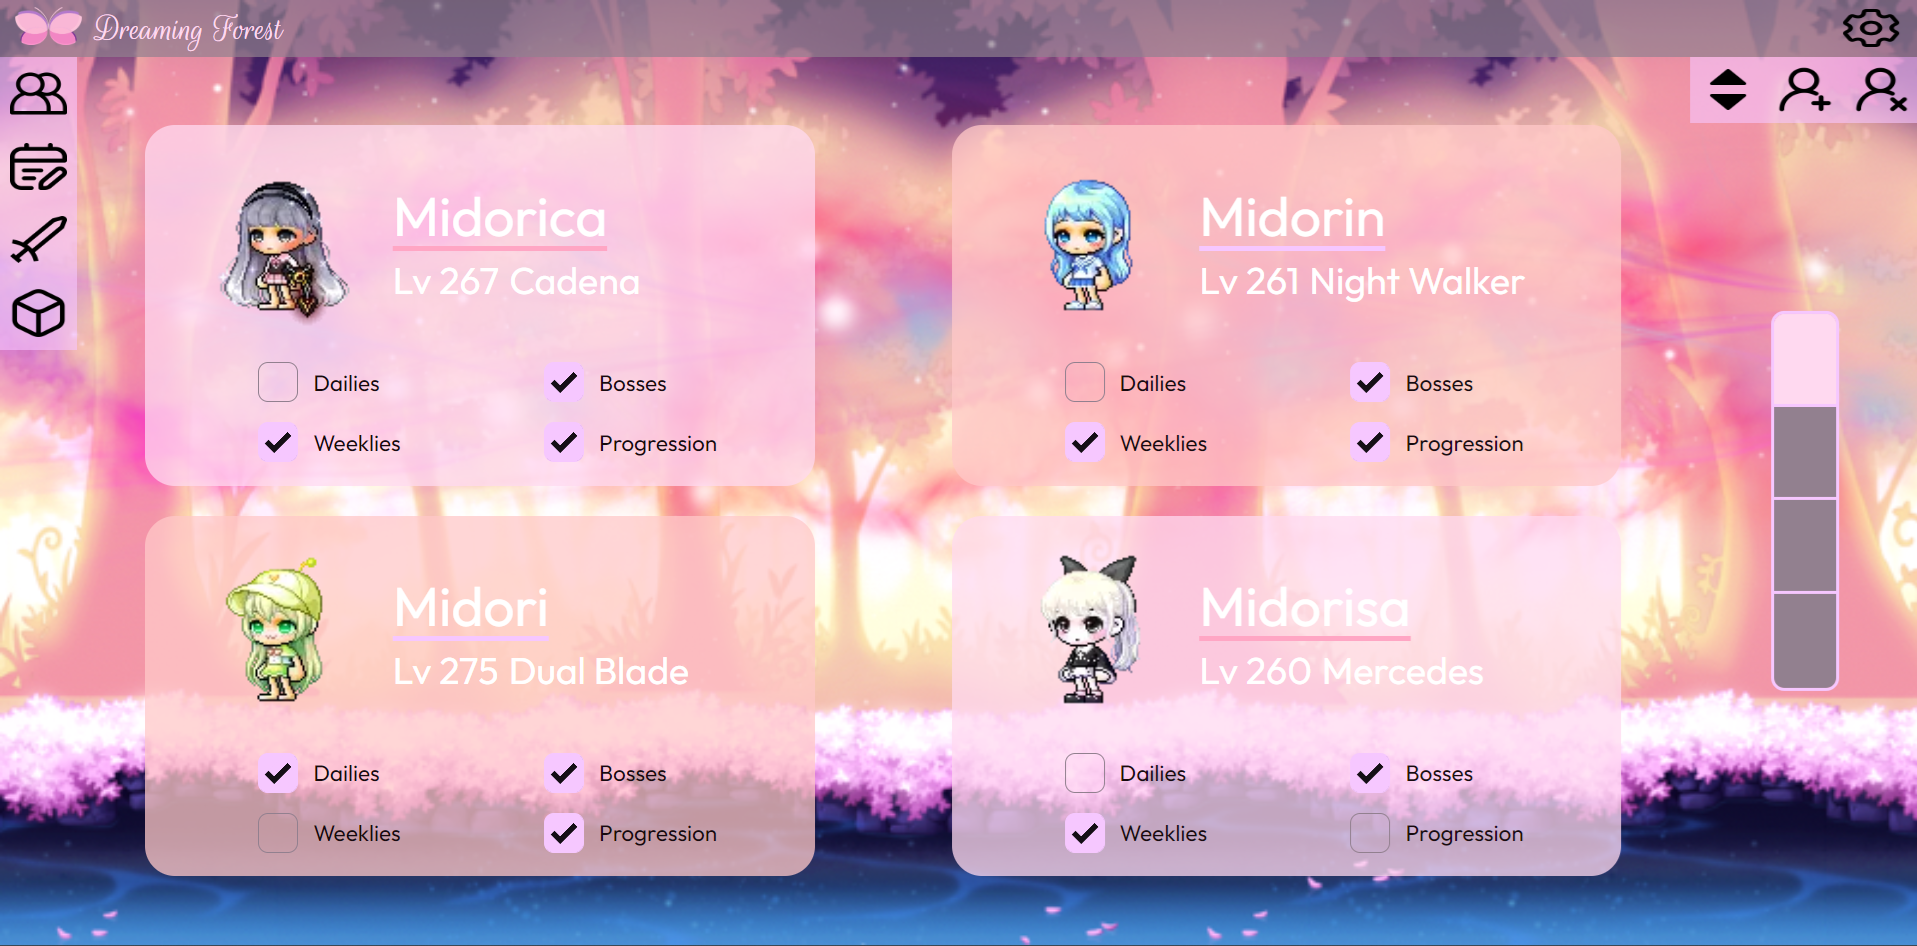 Dreaming Forest
Midorica
Lv 267 Cadena
Dailies
Bosses
Weeklies
Progression
Midorin
Lv 261 Night Walker
Dailies
Bosses
Weeklies
Progression
Midori
Lv 275 Dual Blade
Dailies
Bosses
Weeklies
Progression
Midorisa
Lv 260 Mercedes
Dailies
Bosses
Weeklies
Progression